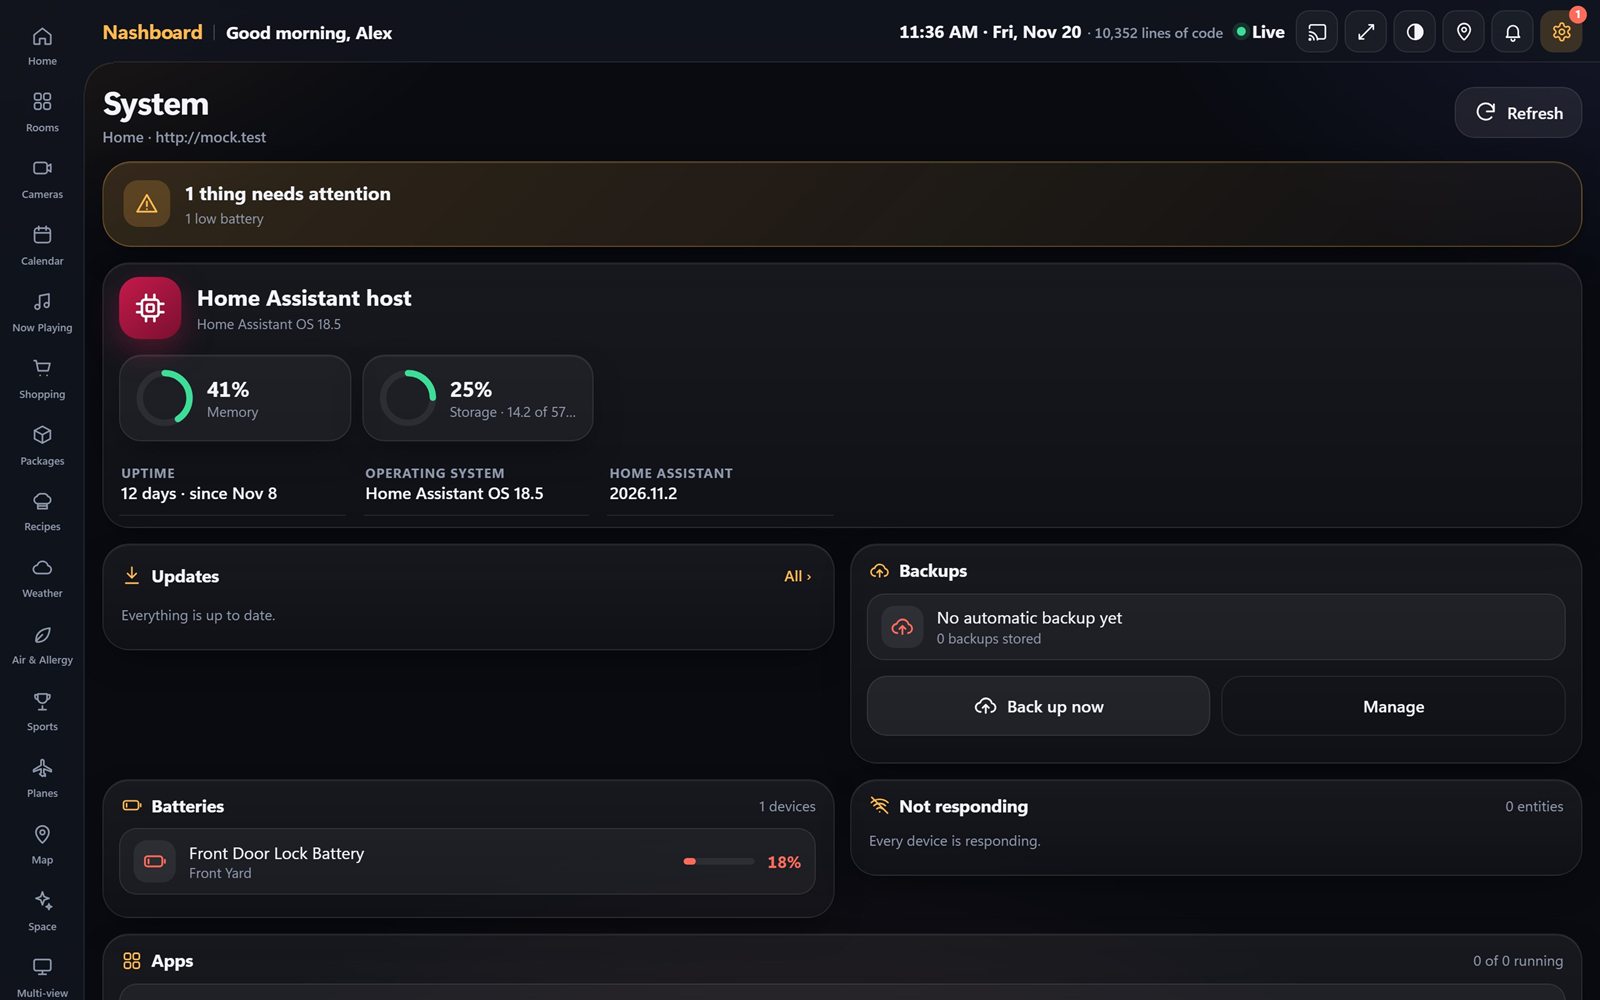 Home
Rooms
Cameras
Calendar
Now Playing
Shopping
Packages
Recipes
Weather
Air & Allergy
Sports
Planes
Map
Space
Multi-view
Nashboard
Good morning, Alex
11:36 AM · Fri, Nov 20 · 10,352 lines of code
Live
1
System
Home · http://mock.test
Refresh
1 thing needs attention
1 low battery
Home Assistant host
Home Assistant OS 18.5
41%
Memory
25%
Storage · 14.2 of 57...
UPTIME
12 days · since Nov 8
OPERATING SYSTEM
Home Assistant OS 18.5
HOME ASSISTANT
2026.11.2
Updates
All ›
Everything is up to date.
Backups
No automatic backup yet
0 backups stored
Back up now
Manage
Batteries
1 devices
Front Door Lock Battery
Front Yard
18%
Not responding
0 entities
Every device is responding.
Apps
0 of 0 running